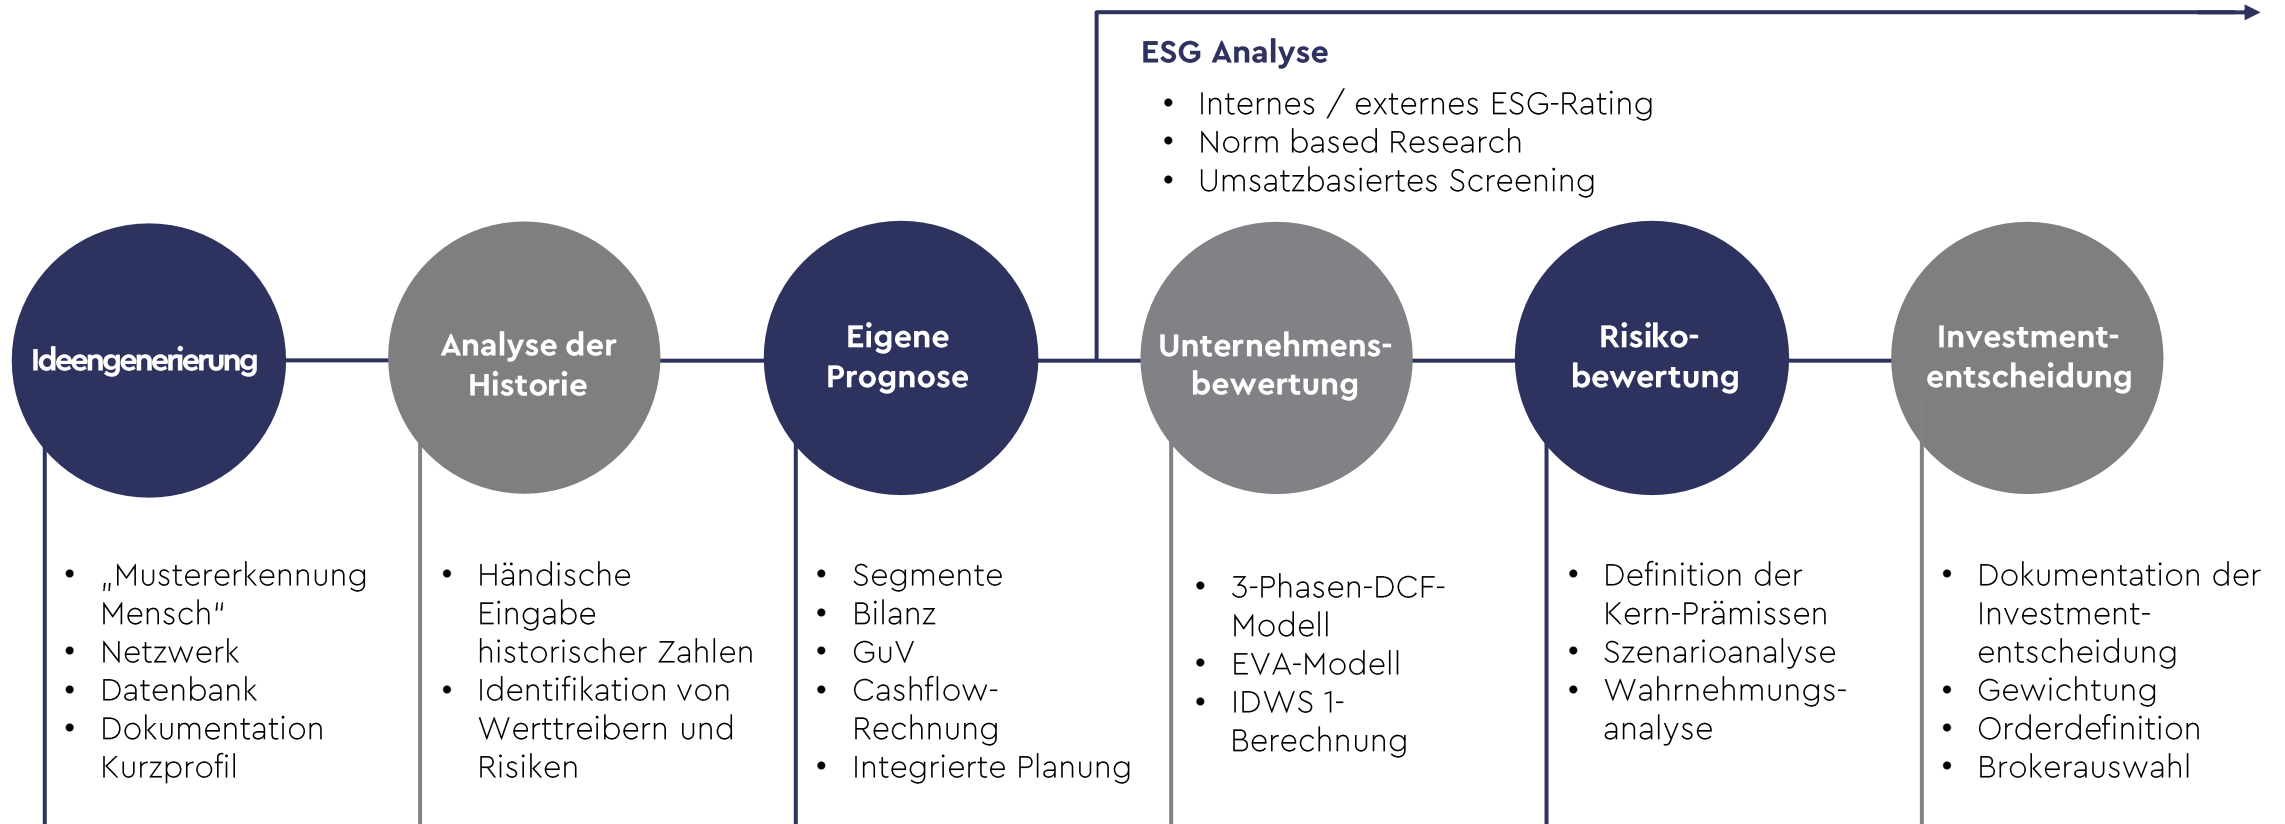 ESG Analyse
• Internes / externes ESG-Rating
• Norm based Research
• Umsatzbasiertes Screening
Ideengenerierung
Analyse der
Historie
Eigene
Prognose
Unternehmens-
bewertung
Risiko-
bewertung
Investment-
entscheidung
• „Mustererkennung
Mensch“
• Netzwerk
• Datenbank
• Dokumentation
Kurzprofil
• Händische
Eingabe
historischer Zahlen
• Identifikation von
Werttreibern und
Risiken
• Segmente
• Bilanz
• GuV
• Cashflow-
Rechnung
• Integrierte Planung
• 3-Phasen-DCF-
Modell
• EVA-Modell
• IDWS 1-
Berechnung
• Definition der
Kern-Prämissen
• Szenarioanalyse
• Wahrnehmungs-
analyse
• Dokumentation der
Investment-
entscheidung
• Gewichtung
• Orderdefinition
• Brokerauswahl